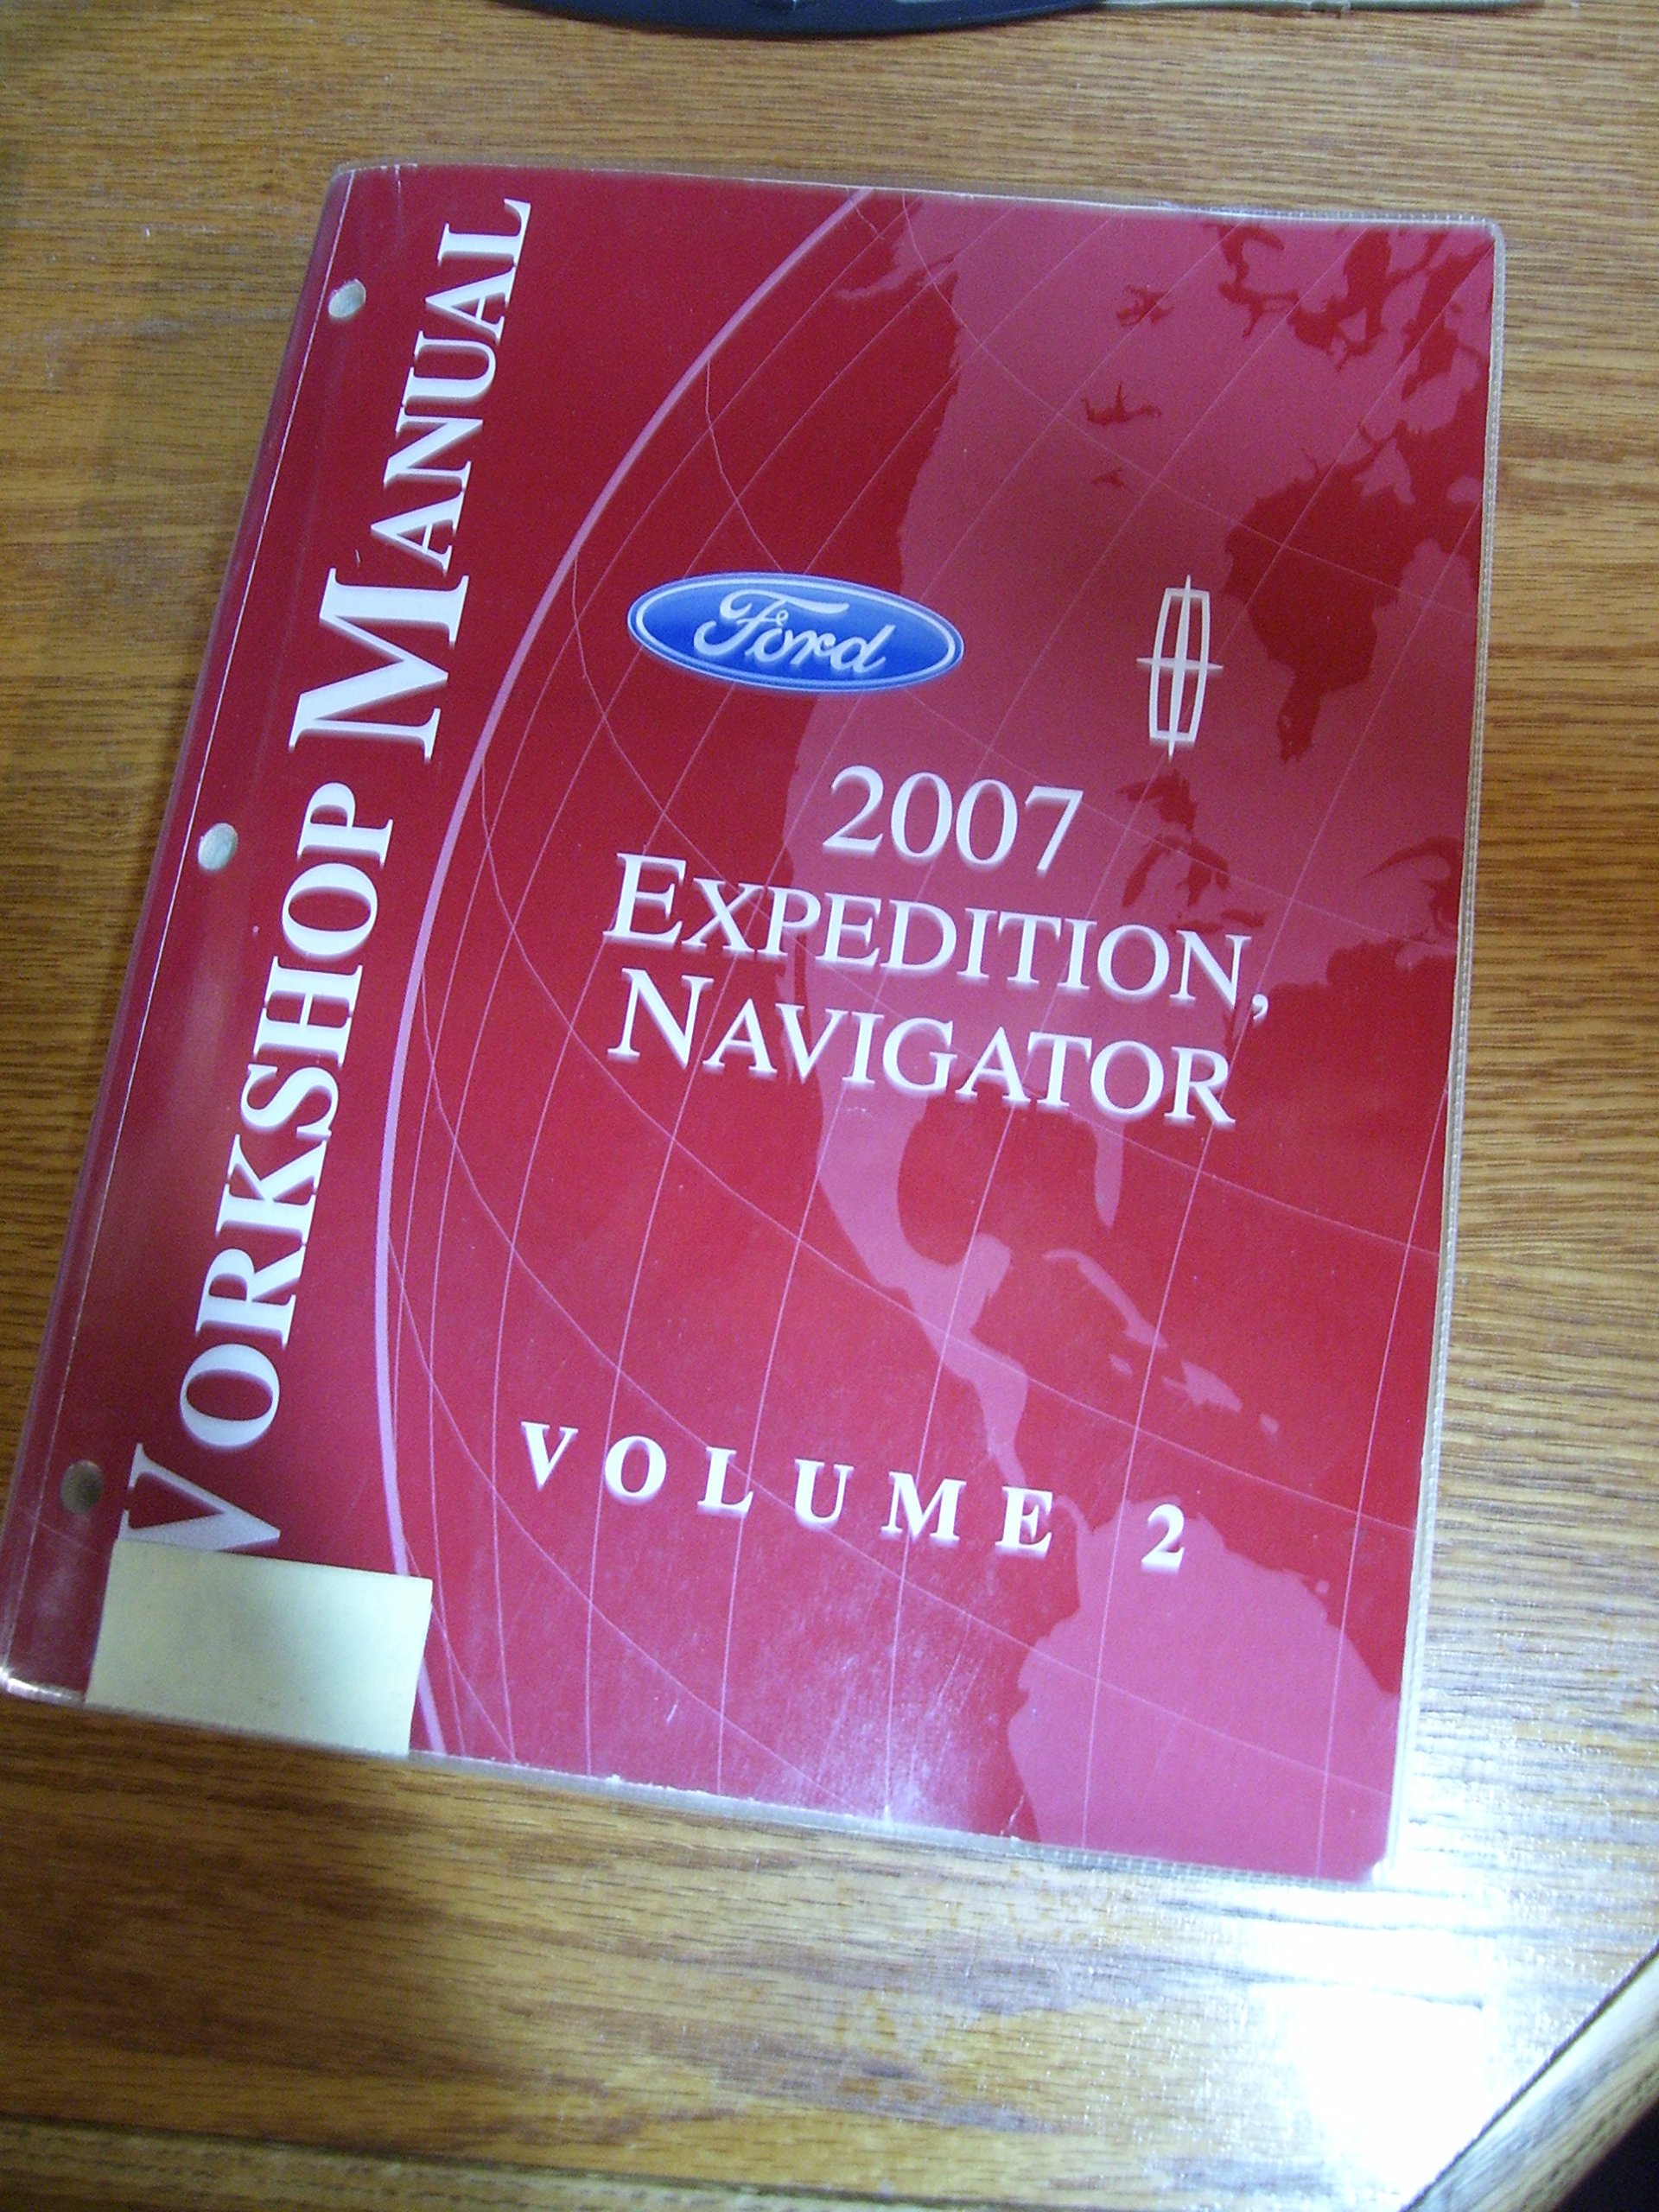 WORKSHOP MANUAL
Ford
2007
EXPEDITION,
NAVIGATOR
VOLUME 2